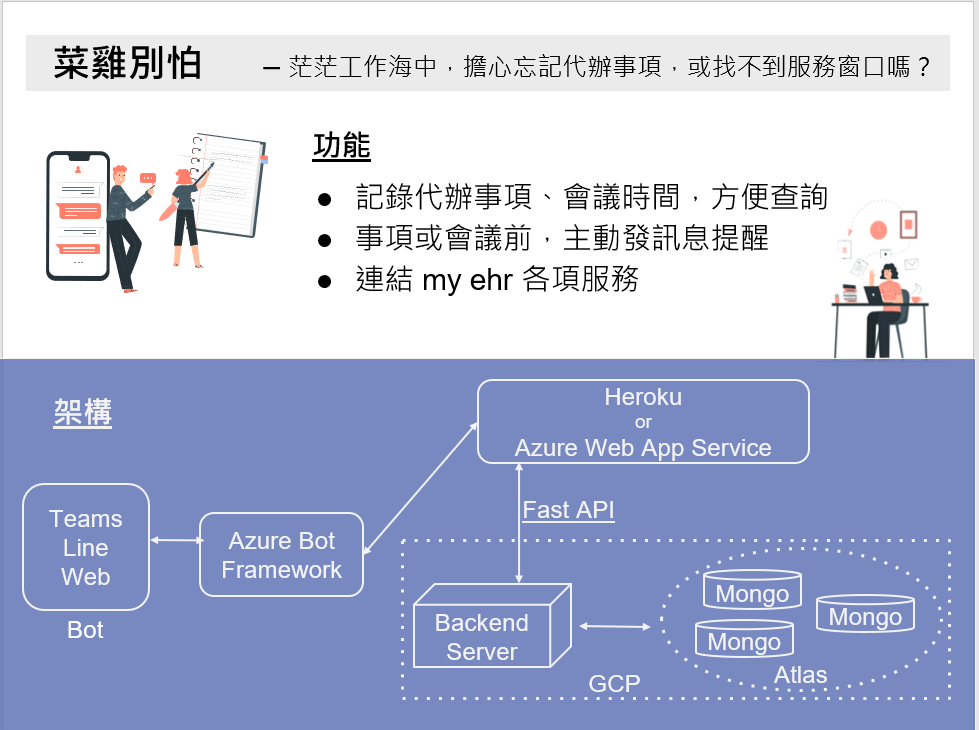 菜雞別怕 – 茫茫工作海中，擔心忘記代辦事項，或找不到服務窗口嗎？
功能
● 記錄代辦事項、會議時間，方便查詢
● 事項或會議前，主動發訊息提醒
● 連結 my ehr 各項服務
架構
Heroku
or
Azure Web App Service
Fast API
Teams
Line
Web
Bot
Azure Bot
Framework
Backend
Server
Mongo
Mongo
Mongo
Atlas
GCP